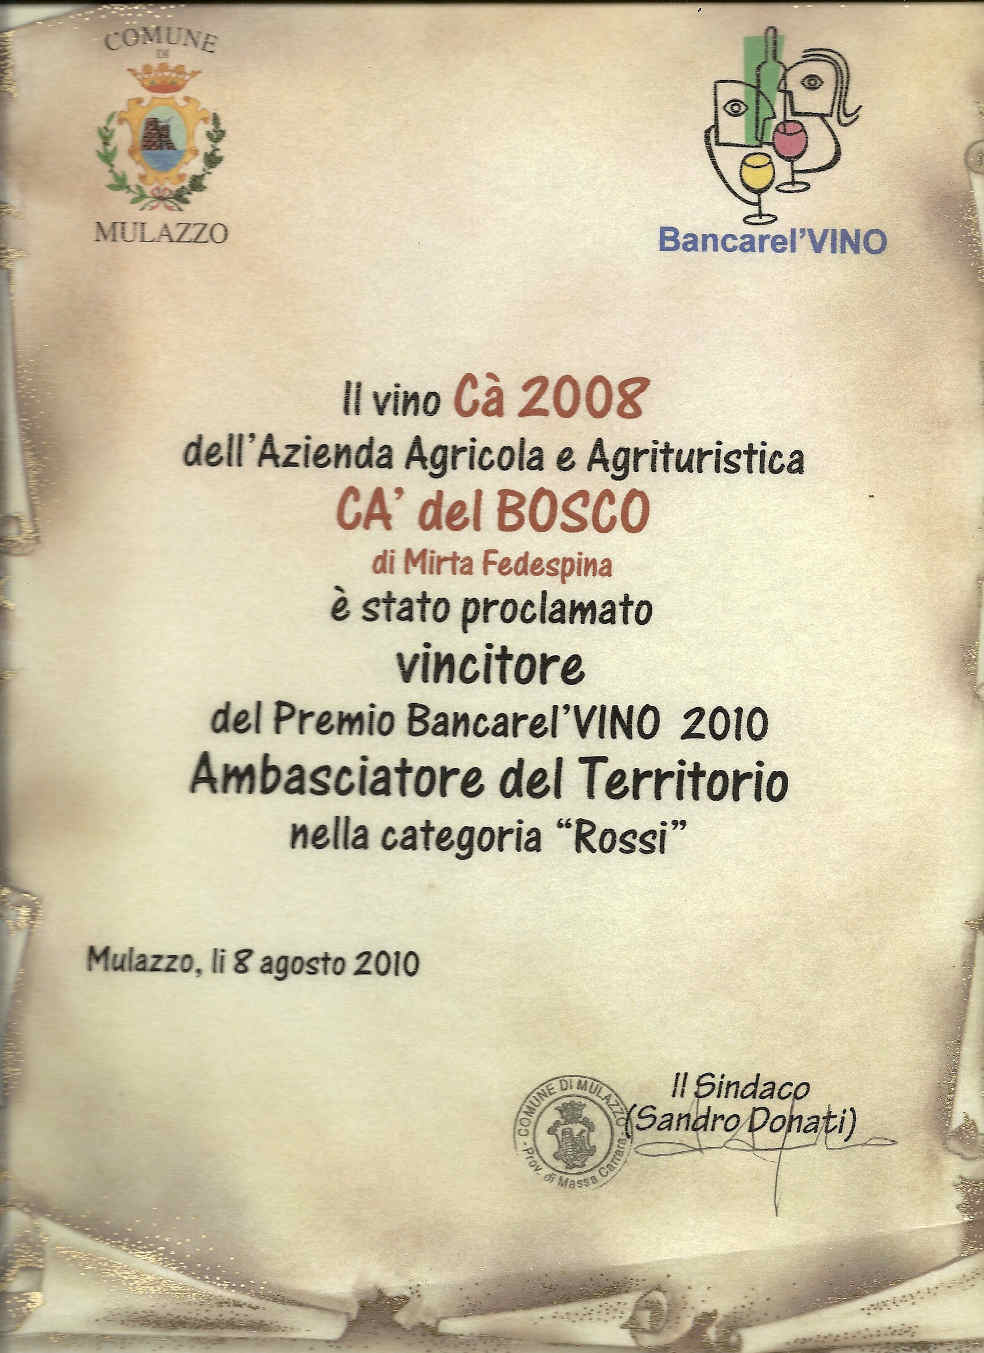 COMUNE
DI
MULAZZO
Bancarel'VINO
Il vino Cà 2008
dell'Azienda Agricola e Agrituristica
CA' del BOSCO
di Mirta Fedespina
è stato proclamato
vincitore
del Premio Bancarel'VINO 2010
Ambasciatore del Territorio
nella categoria “Rossi”
Mulazzo, li 8 agosto 2010
Il Sindaco
(Sandro Donati)
COMUNE DI MULAZZO
- Prov. di Massa Carrara -